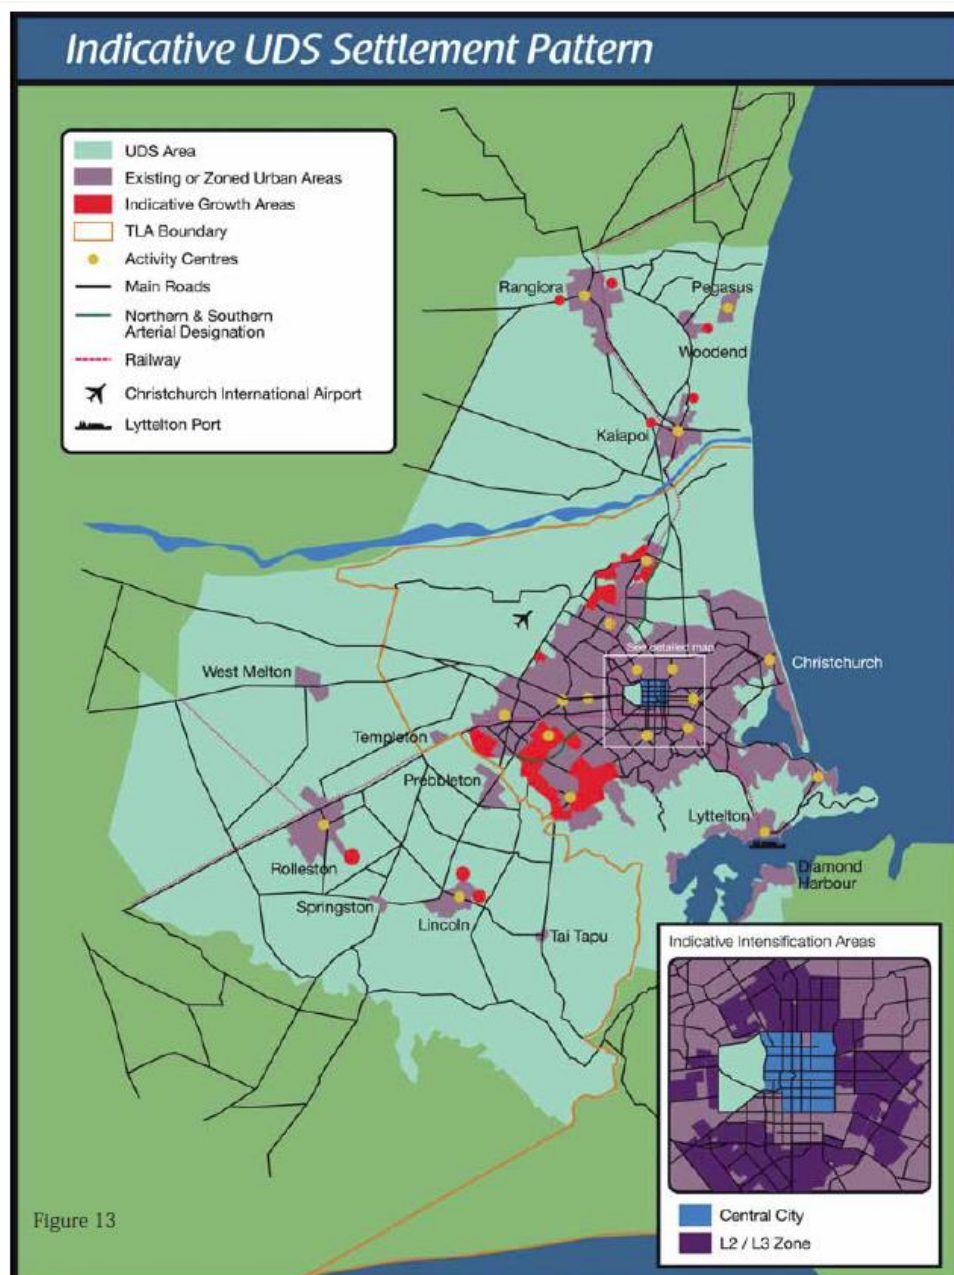 Indicative UDS Settlement Pattern
UDS Area
Existing or Zoned Urban Areas
Indicative Growth Areas
TLA Boundary
Activity Centres
Main Roads
Northern & Southern
Arterial Designation
Railway
Christchurch International Airport
Lyttelton Port
Rangiora
Pegasus
Woodend
Kaiapoi
See detailed map
Christchurch
West Melton
Templeton
Prebbleton
Lyttelton
Rolleston
Diamond
Harbour
Springston
Lincoln
Tai Tapu
Indicative Intensification Areas
Central City
L2 / L3 Zone
Figure 13